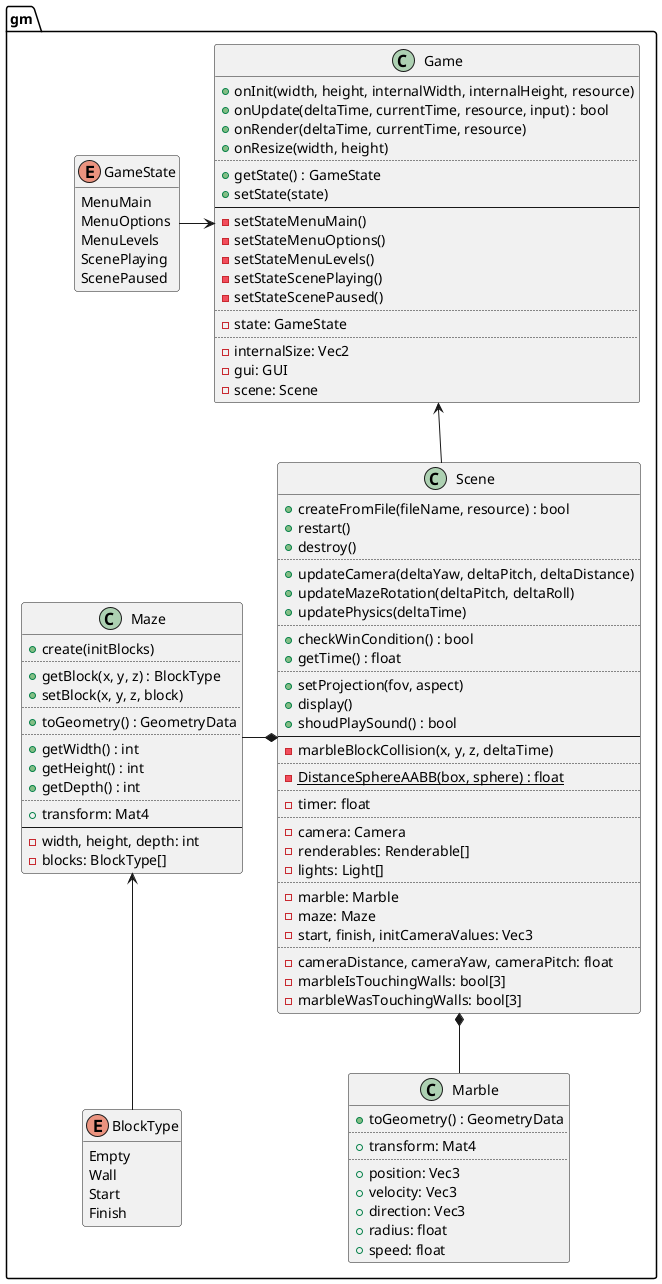 gm
C Game
onInit(width, height, internalWidth, internalHeight, resource)
onUpdate(deltaTime, currentTime, resource, input) : bool
onRender(deltaTime, currentTime, resource)
onResize(width, height)
getState() : GameState
setState(state)
setStateMenuMain()
setStateMenuOptions()
setStateMenuLevels()
setStateScenePlaying()
setStateScenePaused()
state: GameState
internalSize: Vec2
gui: GUI
scene: Scene
E GameState
MenuMain
MenuOptions
MenuLevels
ScenePlaying
ScenePaused
C Scene
createFromFile(fileName, resource) : bool
restart()
destroy()
updateCamera(deltaYaw, deltaPitch, deltaDistance)
updateMazeRotation(deltaPitch, deltaRoll)
updatePhysics(deltaTime)
checkWinCondition() : bool
getTime() : float
setProjection(fov, aspect)
display()
shoudPlaySound() : bool
marbleBlockCollision(x, y, z, deltaTime)
DistanceSphereAABB(box, sphere) : float
timer: float
camera: Camera
renderables: Renderable[]
lights: Light[]
marble: Marble
maze: Maze
start, finish, initCameraValues: Vec3
cameraDistance, cameraYaw, cameraPitch: float
marbleIsTouchingWalls: bool[3]
marbleWasTouchingWalls: bool[3]
C Maze
create(initBlocks)
getBlock(x, y, z) : BlockType
setBlock(x, y, z, block)
toGeometry() : GeometryData
getWidth() : int
getHeight() : int
getDepth() : int
transform: Mat4
width, height, depth: int
blocks: BlockType[]
E BlockType
Empty
Wall
Start
Finish
C Marble
toGeometry() : GeometryData
transform: Mat4
position: Vec3
velocity: Vec3
direction: Vec3
radius: float
speed: float